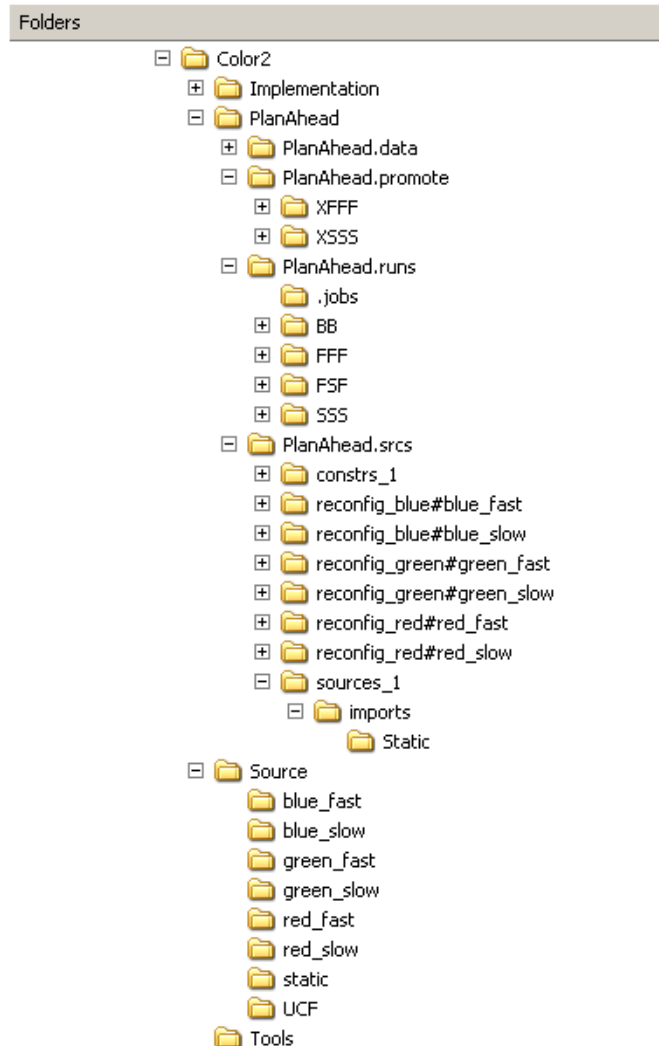 Folders
Color2
Implementation
PlanAhead
PlanAhead.data
PlanAhead.promote
XFFF
XSSS
PlanAhead.runs
.jobs
BB
FFF
FSF
SSS
PlanAhead.srcs
constrs_1
reconfig_blue#blue_fast
reconfig_blue#blue_slow
reconfig_green#green_fast
reconfig_green#green_slow
reconfig_red#red_fast
reconfig_red#red_slow
sources_1
imports
Static
Source
blue_fast
blue_slow
green_fast
green_slow
red_fast
red_slow
static
UCF
Tools